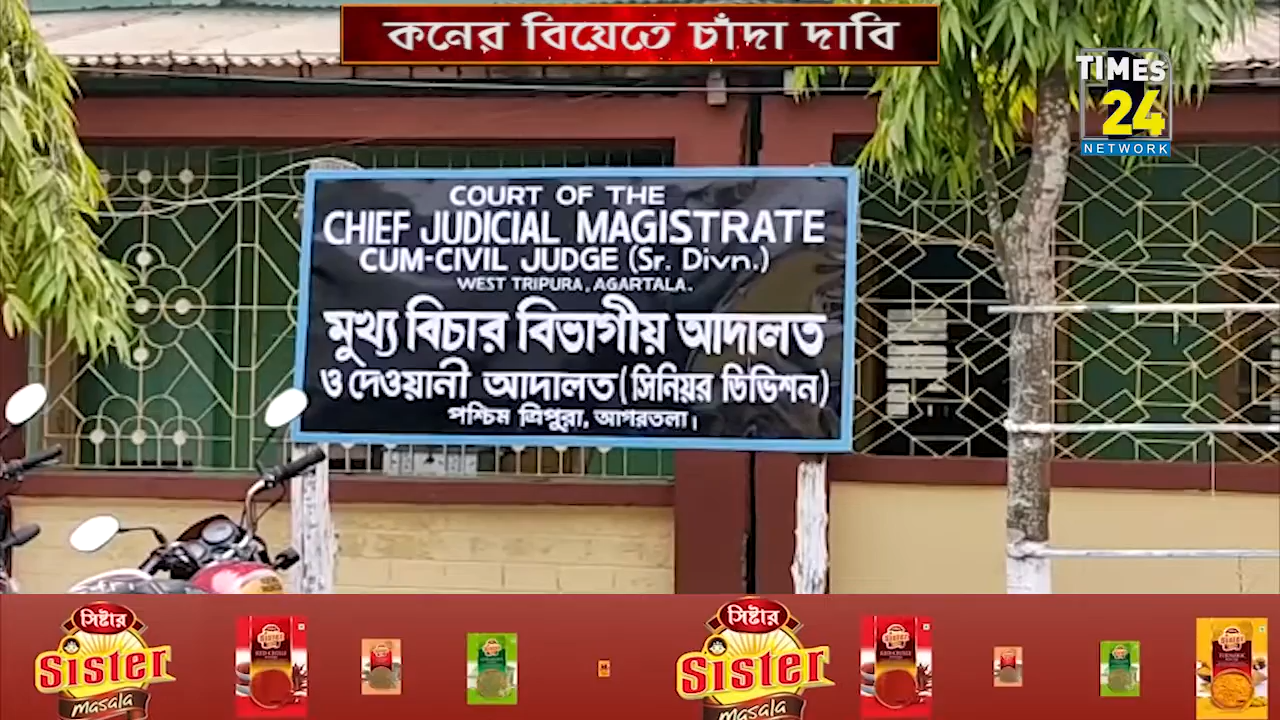 কনের বিয়েতে চাঁদা দাবি
TIMES
24
NETWORK
COURT OF THE
CHIEF JUDICIAL MAGISTRATE
CUM-CIVIL JUDGE (Sr. Divn.)
WEST TRIPURA, AGARTALA.
মুখ্য বিচার বিভাগীয় আদালত
ও দেওয়ানী আদালত (সিনিয়র ডিভিশন)
পশ্চিম ত্রিপুরা, আগরতলা।
সিষ্টার
Sister
masala
সিষ্টার
Sister
masala